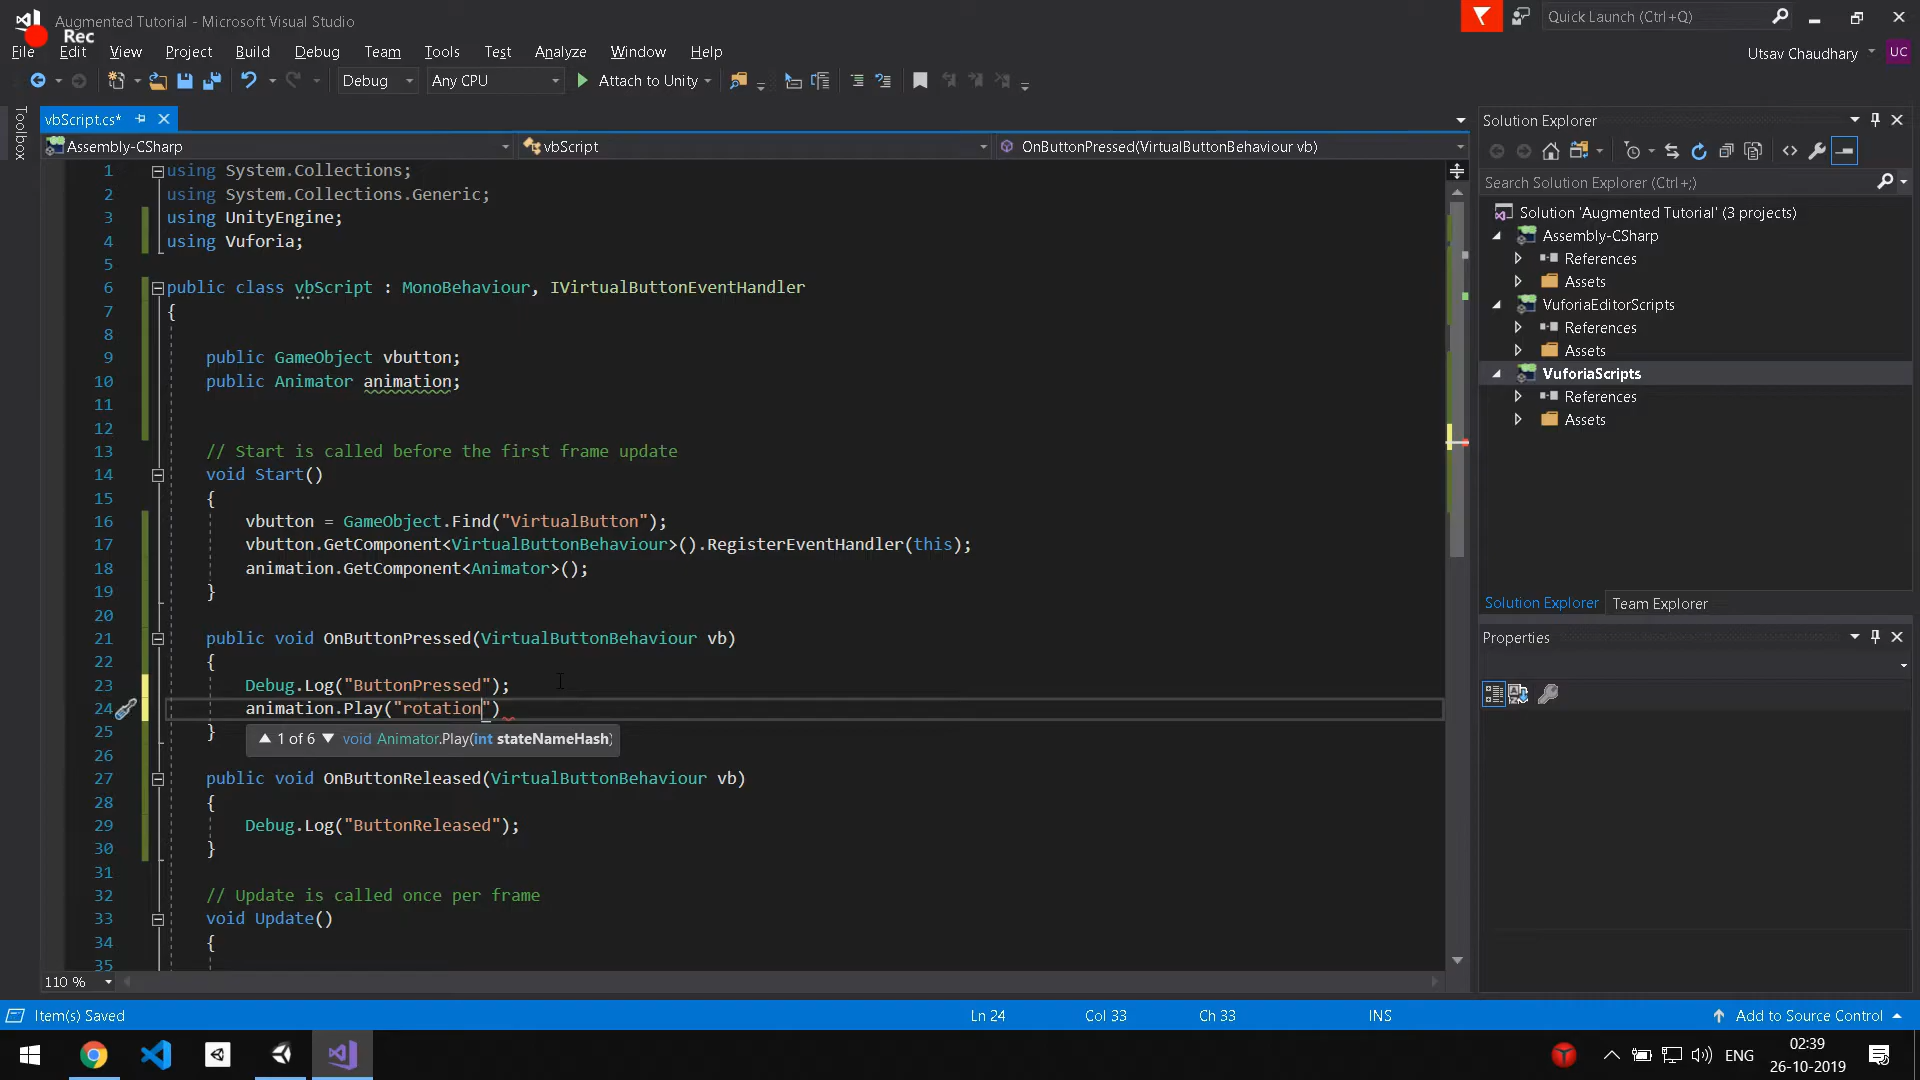 Augmented Tutorial - Microsoft Visual Studio
Quick Launch (Ctrl+Q)
Rec
File Edit View Project Build Debug Team Tools Test Analyze Window Help
Utsav Chaudhary UC
Debug Any CPU Attach to Unity
Toolbox
vbScript.cs*
Assembly-CSharp vbScript OnButtonPressed(VirtualButtonBehaviour vb)
1 using System.Collections;
2 using System.Collections.Generic;
3 using UnityEngine;
4 using Vuforia;
5
6 public class vbScript : MonoBehaviour, IVirtualButtonEventHandler
7 {
8
9 public GameObject vbutton;
10 public Animator animation;
11
12
13 // Start is called before the first frame update
14 void Start()
15 {
16 vbutton = GameObject.Find("VirtualButton");
17 vbutton.GetComponent<VirtualButtonBehaviour>().RegisterEventHandler(this);
18 animation.GetComponent<Animator>();
19 }
20
21 public void OnButtonPressed(VirtualButtonBehaviour vb)
22 {
23 Debug.Log("ButtonPressed");
24 animation.Play("rotation")
25 }
▲ 1 of 6 ▼ void Animator.Play(int stateNameHash)
26
27 public void OnButtonReleased(VirtualButtonBehaviour vb)
28 {
29 Debug.Log("ButtonReleased");
30 }
31
32 // Update is called once per frame
33 void Update()
34 {
35
110 %
Solution Explorer
Search Solution Explorer (Ctrl+;)
Solution 'Augmented Tutorial' (3 projects)
Assembly-CSharp
References
Assets
VuforiaEditorScripts
References
Assets
VuforiaScripts
References
Assets
Solution Explorer Team Explorer
Properties
Item(s) Saved Ln 24 Col 33 Ch 33 INS Add to Source Control
ENG
02:39
26-10-2019